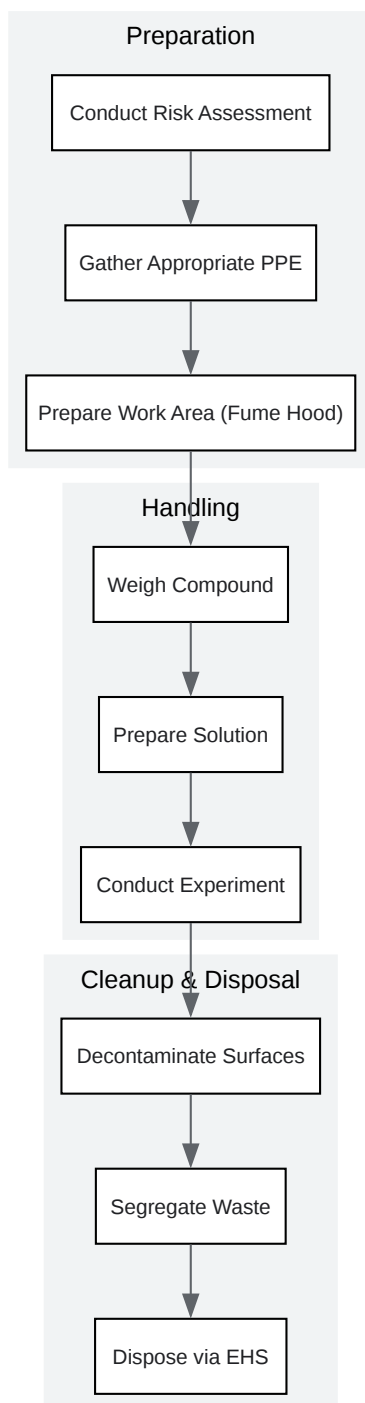 Preparation
Conduct Risk Assessment
Gather Appropriate PPE
Prepare Work Area (Fume Hood)
Handling
Weigh Compound
Prepare Solution
Conduct Experiment
Cleanup & Disposal
Decontaminate Surfaces
Segregate Waste
Dispose via EHS